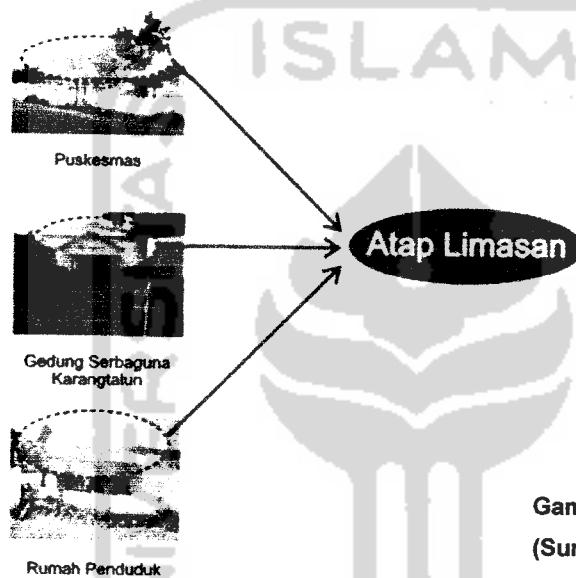 ISLAM
Puskesmas
Atap Limasan
Gedung Serbaguna
Karangtalun
Rumah Penduduk